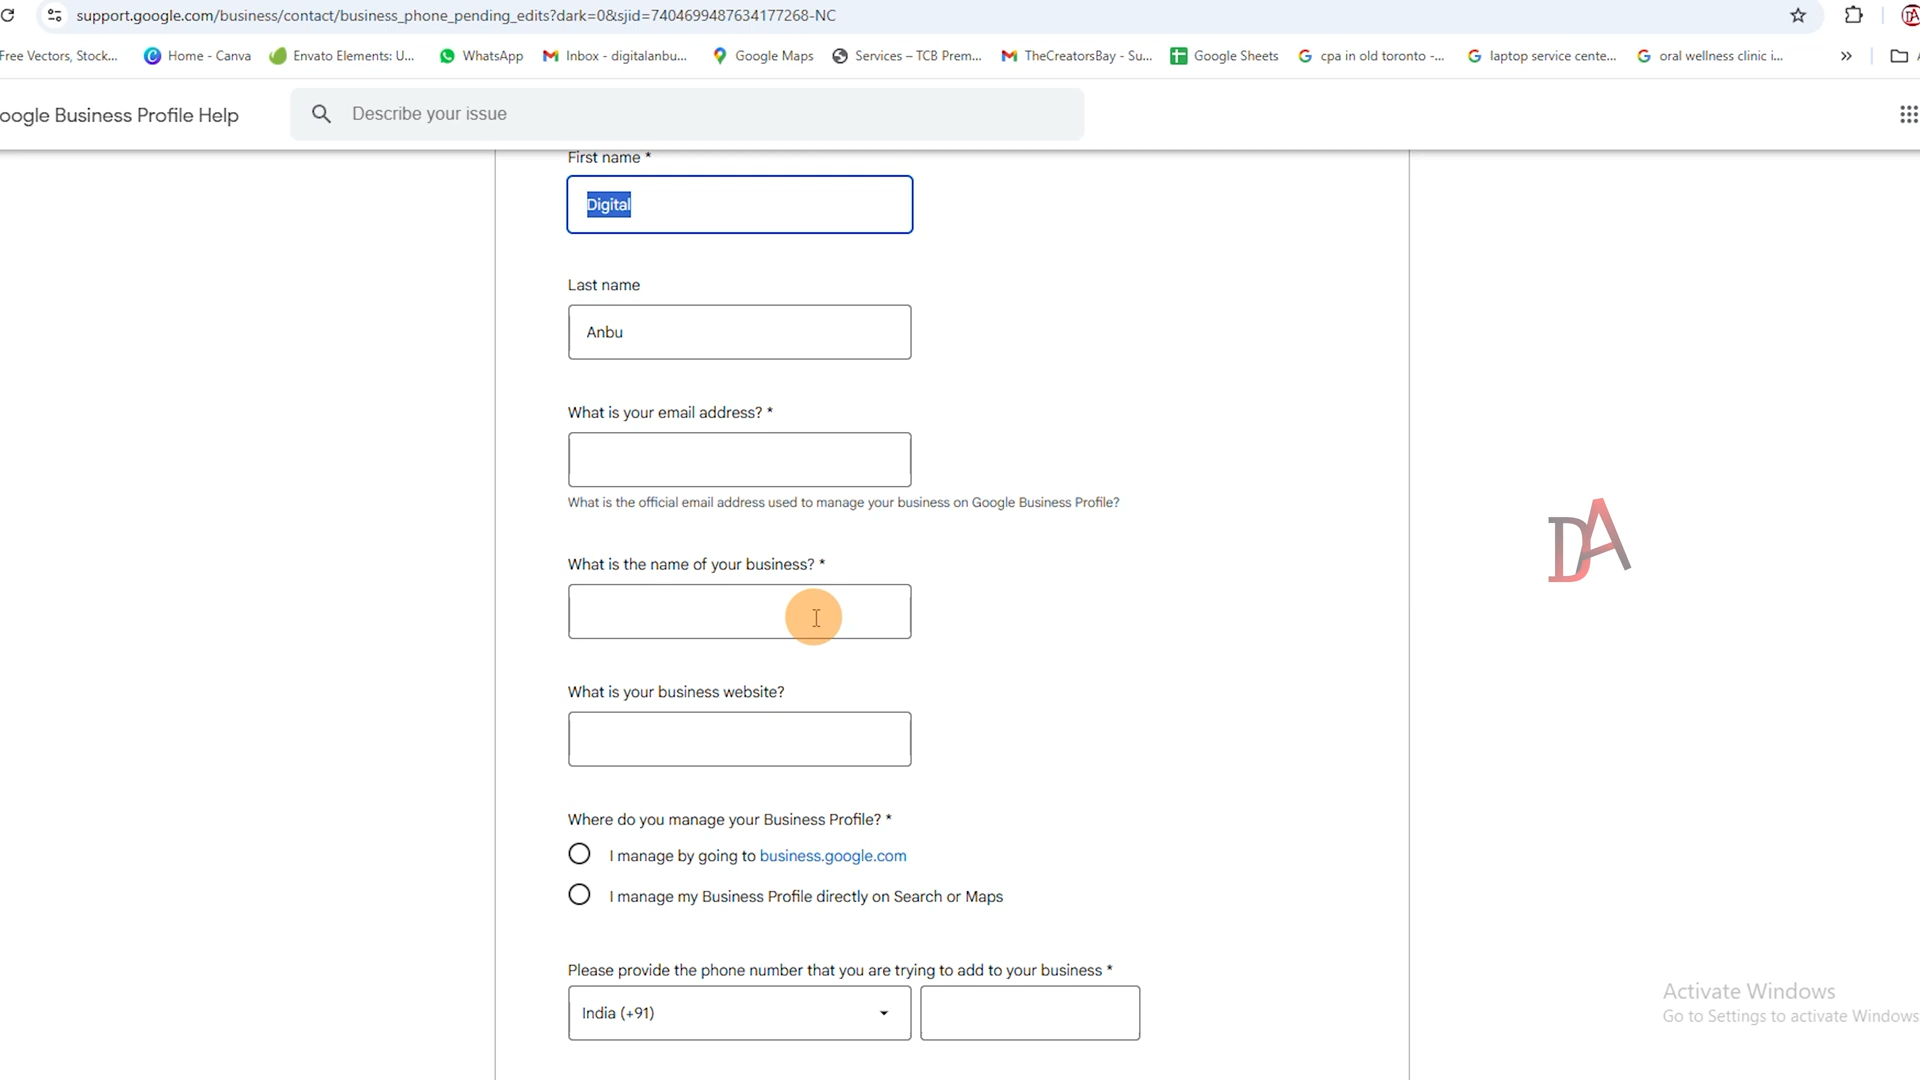 support.google.com/business/contact/business_phone_pending_edits?dark=0&sjid=7404699487634177268-NC
Free Vectors, Stock... Home - Canva Envato Elements: U... WhatsApp Inbox - digitalanbu... Google Maps Services – TCB Prem... TheCreatorsBay - Su... Google Sheets cpa in old toronto -... laptop service cente... oral wellness clinic i... »
oogle Business Profile Help
Describe your issue
First name *
Digital
Last name
Anbu
What is your email address? *
What is the official email address used to manage your business on Google Business Profile?
DA
What is the name of your business? *
What is your business website?
Where do you manage your Business Profile? *
I manage by going to business.google.com
I manage my Business Profile directly on Search or Maps
Please provide the phone number that you are trying to add to your business *
India (+91)
Activate Windows
Go to Settings to activate Windows